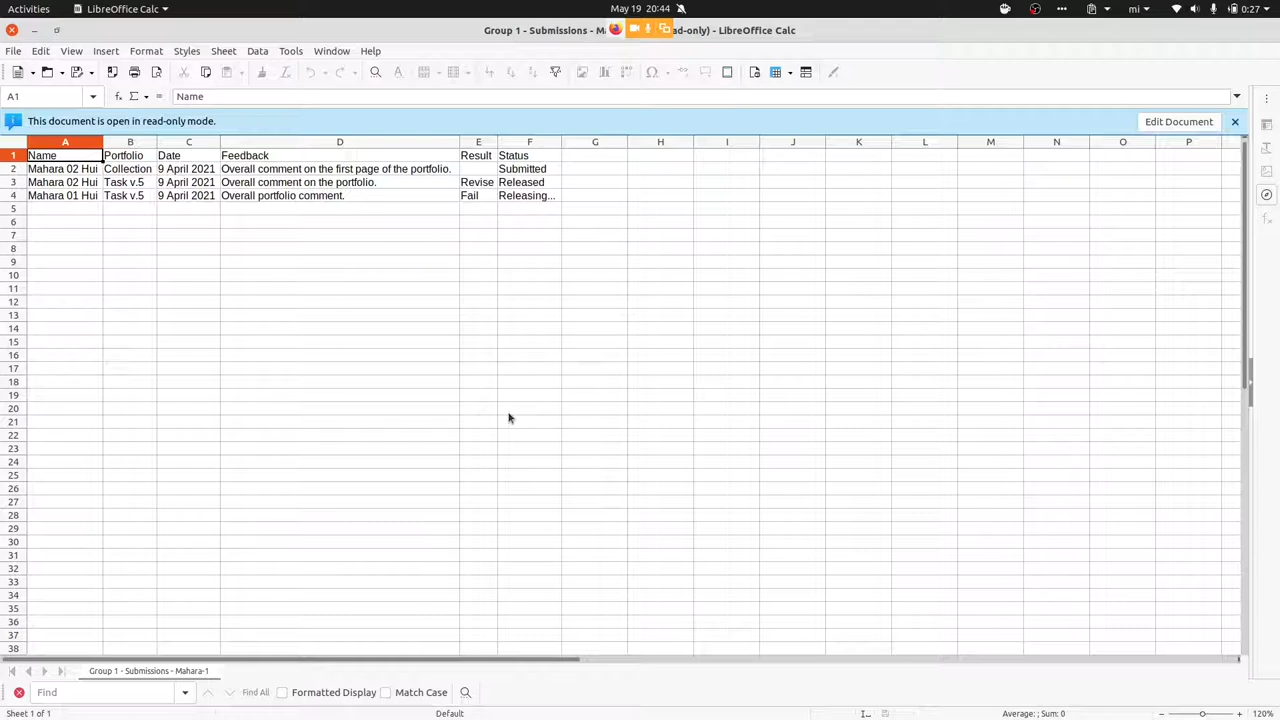 Activities LibreOffice Calc May 19 20:44 mi 0:27
Group 1 - Submissions - Ma ad-only) - LibreOffice Calc
File Edit View Insert Format Styles Sheet Data Tools Window Help
A1 Name
This document is open in read-only mode. Edit Document
A B C D E F G H I J K L M N O P
1 Name Portfolio Date Feedback Result Status
2 Mahara 02 Hui Collection 9 April 2021 Overall comment on the first page of the portfolio. Submitted
3 Mahara 02 Hui Task v.5 9 April 2021 Overall comment on the portfolio. Revise Released
4 Mahara 01 Hui Task v.5 9 April 2021 Overall portfolio comment. Fail Releasing...
5
6
7
8
9
10
11
12
13
14
15
16
17
18
19
20
21
22
23
24
25
26
27
28
29
30
31
32
33
34
35
36
37
38
Group 1 - Submissions - Mahara-1
Find Find All Formatted Display Match Case
Sheet 1 of 1 Default Average: ; Sum: 0 120%